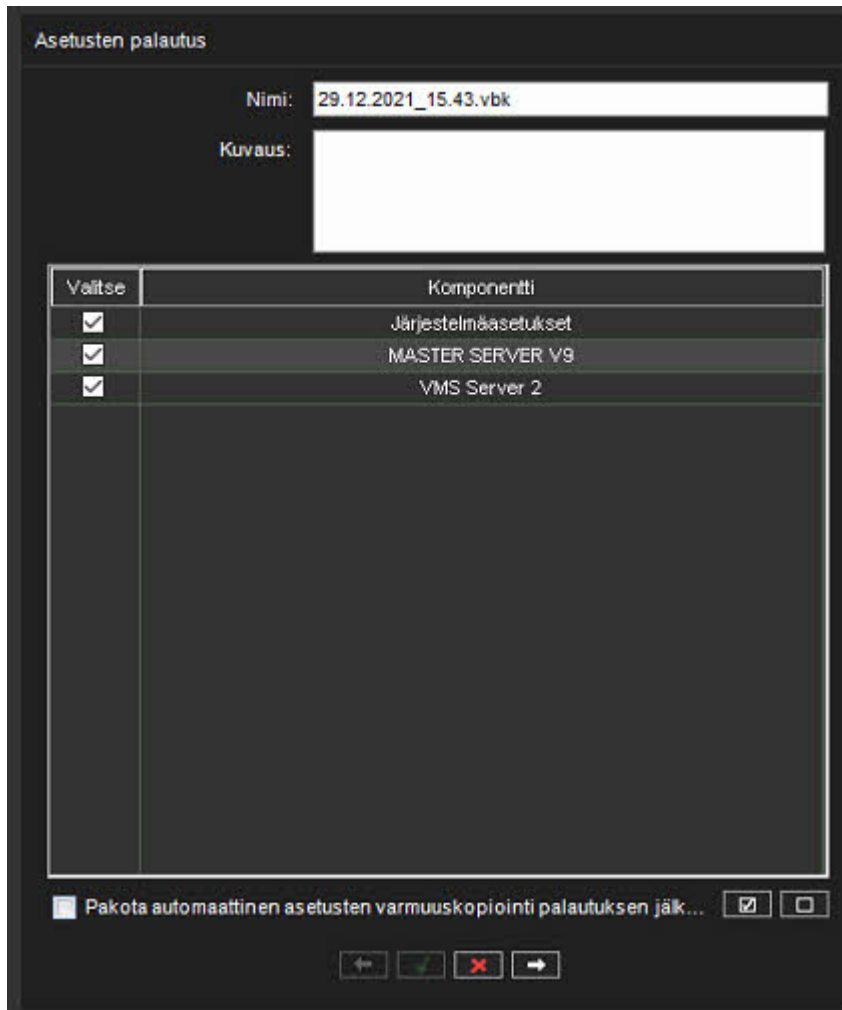 Asetusten palautus
Nimi: 29.12.2021_15.43.vbk
Kuvaus:
Valitse Komponentti
Järjestelmäasetukset
MASTER SERVER V9
VMS Server 2
Pakota automaattinen asetusten varmuuskopiointi palautuksen jälk...